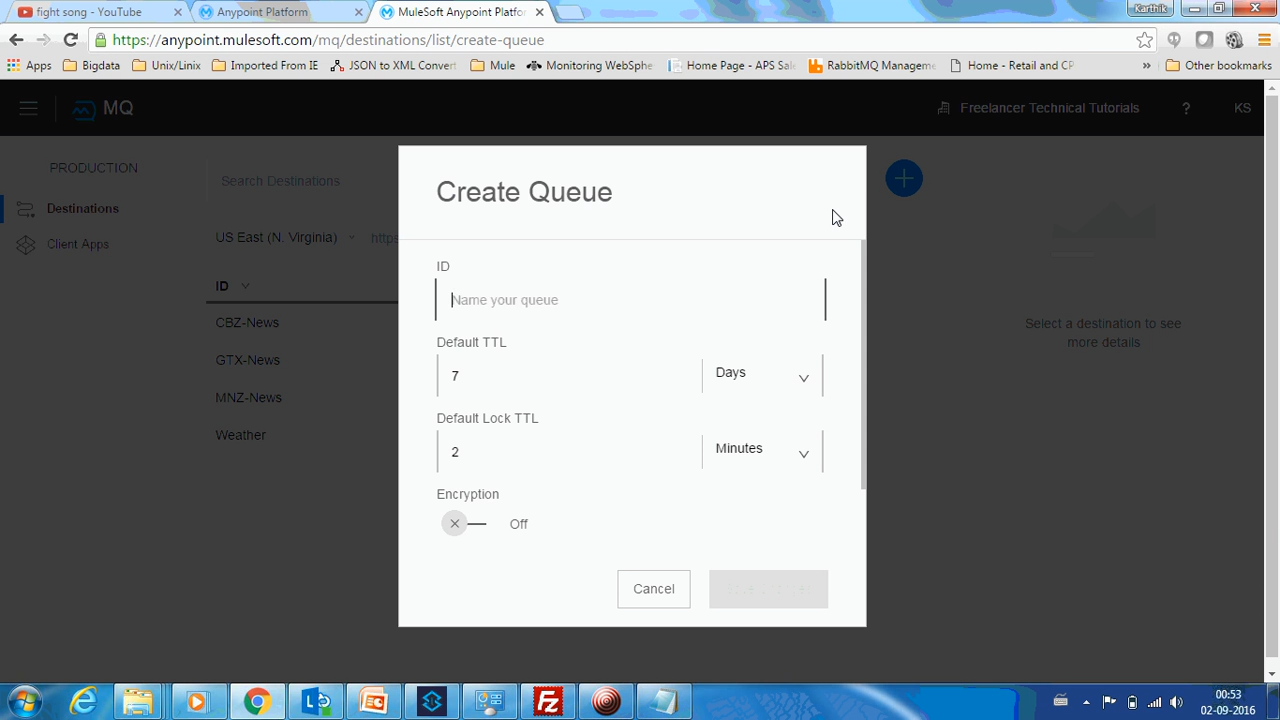 fight song - YouTube
Anypoint Platform
MuleSoft Anypoint Platfo
Karthik
https://anypoint.mulesoft.com/mq/destinations/list/create-queue
Apps Bigdata Unix/Linix Imported From IE JSON to XML Convert Mule Monitoring WebSphe Home Page - APS Sale RabbitMQ Manageme Home - Retail and CP » Other bookmarks
MQ
Freelancer Technical Tutorials ? KS
PRODUCTION
Destinations
Client Apps
Search Destinations
US East (N. Virginia) https
ID
CBZ-News
GTX-News
MNZ-News
Weather
Create Queue
ID
Name your queue
Default TTL
7 Days
Default Lock TTL
2 Minutes
Encryption
Off
Cancel
Select a destination to see
more details
00:53
02-09-2016